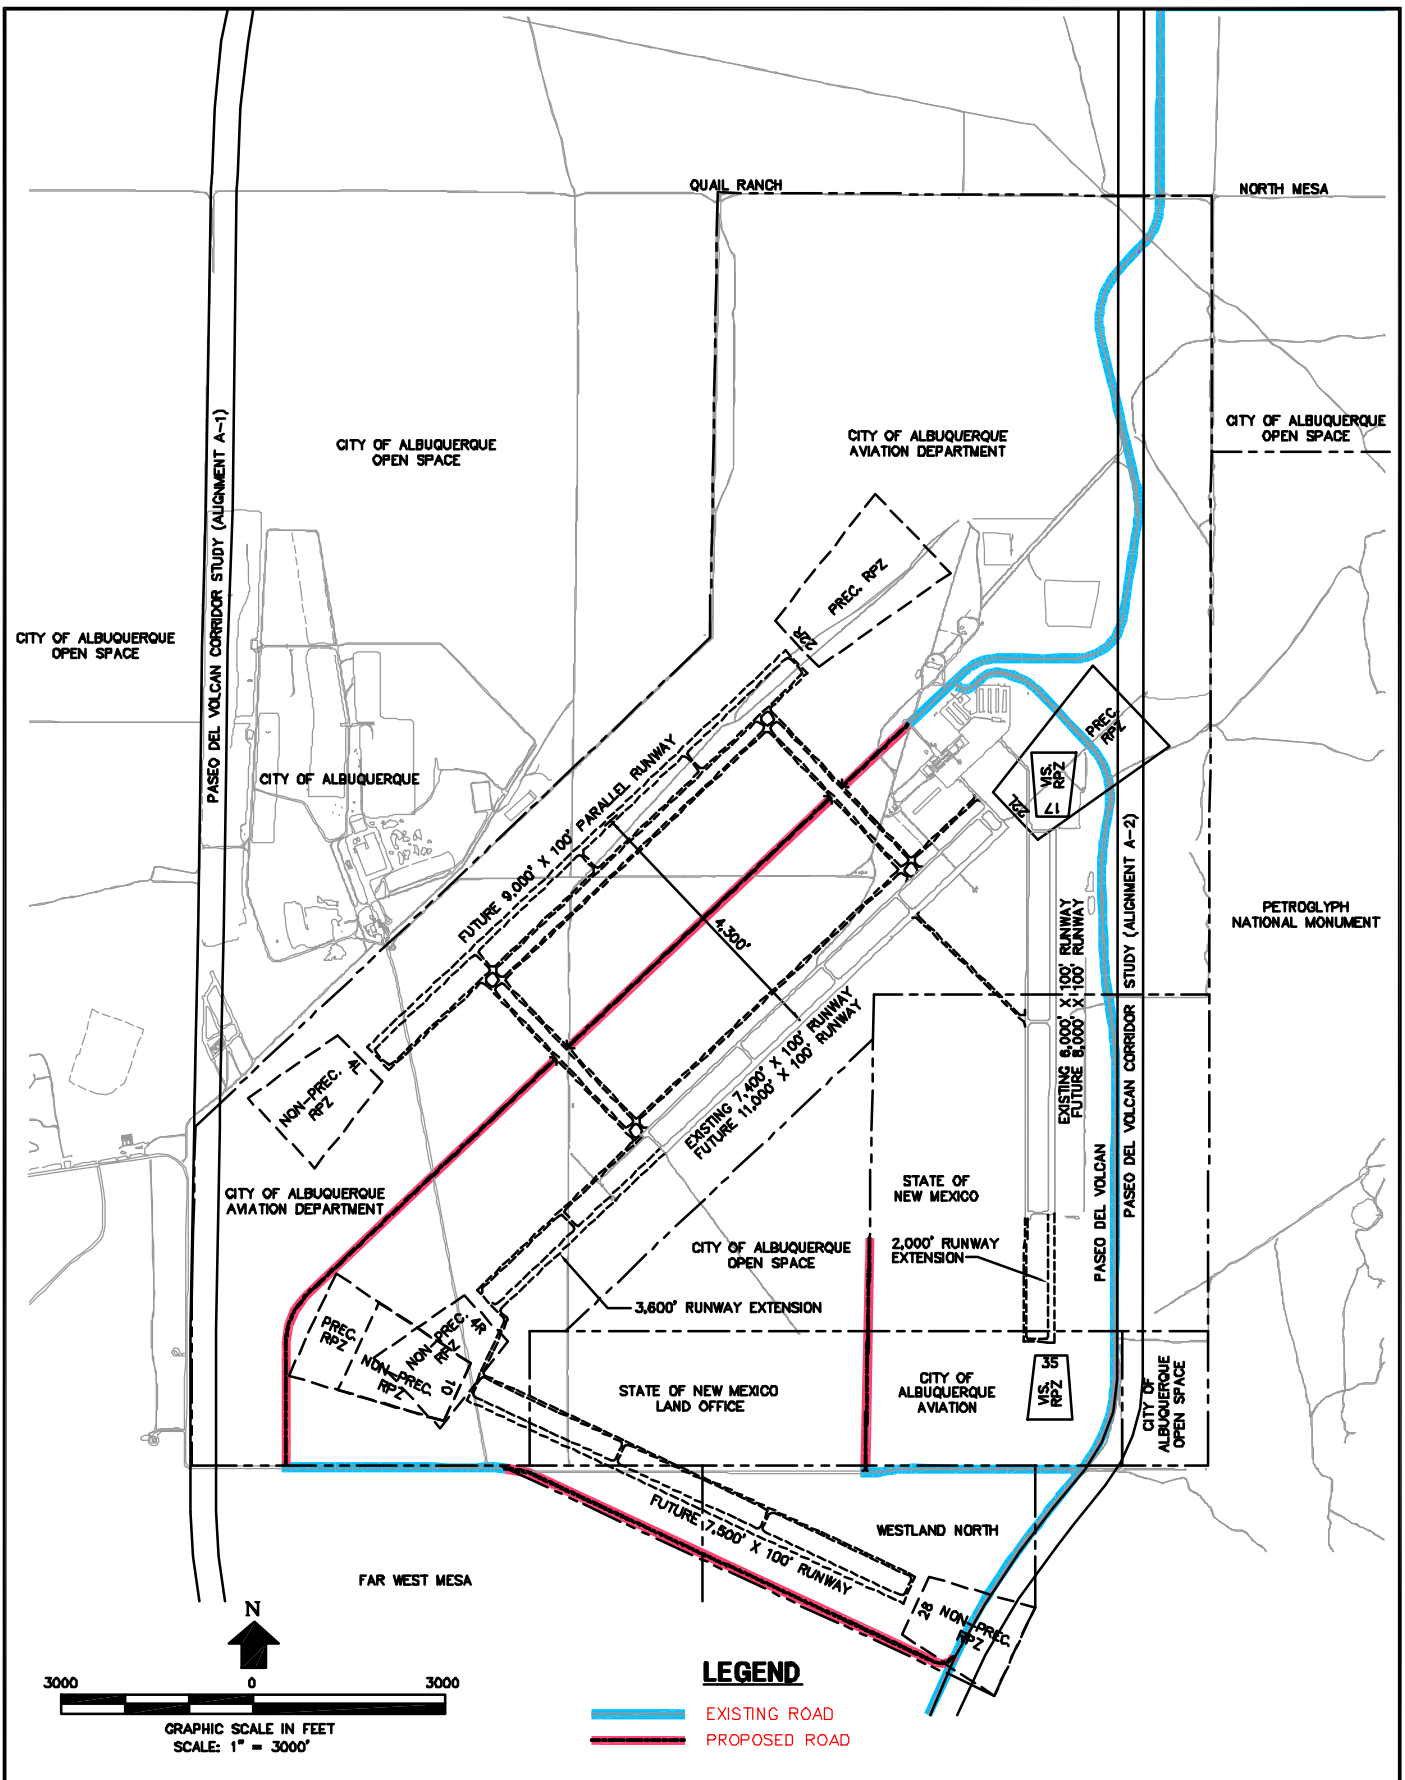 QUAIL RANCH
NORTH MESA
PASEO DEL VOLCAN CORRIDOR STUDY (ALIGNMENT A-1)
CITY OF ALBUQUERQUE
OPEN SPACE
CITY OF ALBUQUERQUE
AVIATION DEPARTMENT
CITY OF ALBUQUERQUE
OPEN SPACE
CITY OF ALBUQUERQUE
OPEN SPACE
PREC. RPZ
22R
PREC.
RPZ
VIS.
RPZ
17
22L
CITY OF ALBUQUERQUE
FUTURE 9,000' X 100' PARALLEL RUNWAY
4,300'
PETROGLYPH
NATIONAL MONUMENT
EXISTING 6,000' X 100' RUNWAY
FUTURE 8,000' X 100' RUNWAY
PASEO DEL VOLCAN CORRIDOR STUDY (ALIGNMENT A-2)
PASEO DEL VOLCAN
EXISTING 7,400' X 100' RUNWAY
FUTURE 11,000' X 100' RUNWAY
4L
NON-PREC.
RPZ
CITY OF ALBUQUERQUE
AVIATION DEPARTMENT
STATE OF
NEW MEXICO
CITY OF ALBUQUERQUE
OPEN SPACE
2,000' RUNWAY
EXTENSION
3,600' RUNWAY EXTENSION
PREC.
RPZ
NON-PREC.
RPZ
4R
NON-PREC.
RPZ
10
STATE OF NEW MEXICO
LAND OFFICE
CITY OF
ALBUQUERQUE
AVIATION
35
VIS.
RPZ
CITY OF
ALBUQUERQUE
OPEN SPACE
FUTURE 7,500' X 100' RUNWAY
WESTLAND NORTH
FAR WEST MESA
28
NON-PREC.
RPZ
N
3000 0 3000
GRAPHIC SCALE IN FEET
SCALE: 1" = 3000'
LEGEND
EXISTING ROAD
PROPOSED ROAD